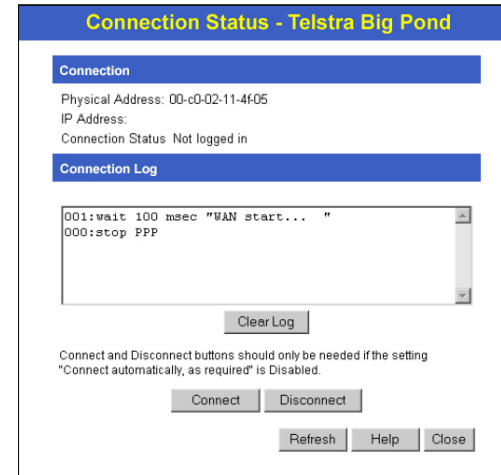 Connection Status - Telstra Big Pond
Connection
Physical Address: 00-c0-02-11-4f-05
IP Address:
Connection Status Not logged in
Connection Log
001:wait 100 msec "WAN start... "
000:stop PPP
Clear Log
Connect and Disconnect buttons should only be needed if the setting
"Connect automatically, as required" is Disabled.
Connect Disconnect
Refresh Help Close